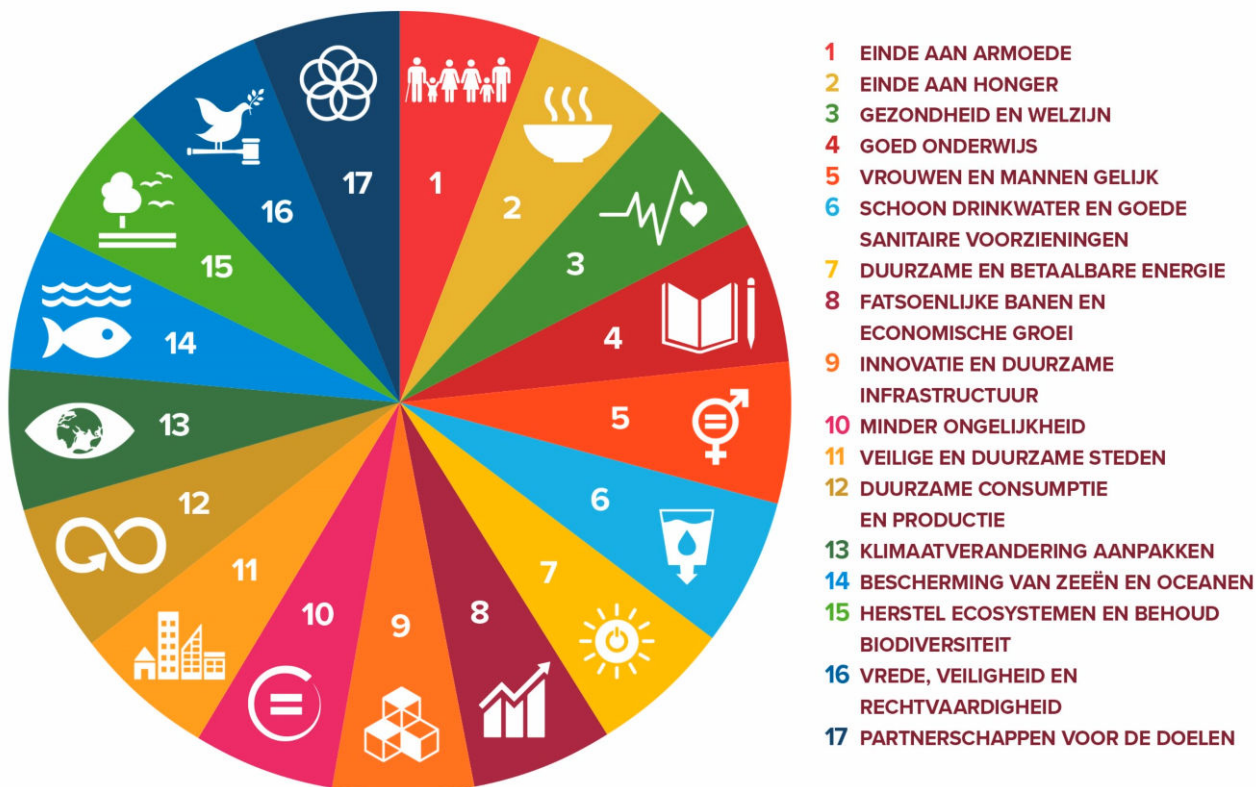 1
2
3
4
5
6
7
8
9
10
11
12
13
14
15
16
17
1 EINDE AAN ARMOEDE
2 EINDE AAN HONGER
3 GEZONDHEID EN WELZIJN
4 GOED ONDERWIJS
5 VROUWEN EN MANNEN GELIJK
6 SCHOON DRINKWATER EN GOEDE
SANITAIRE VOORZIENINGEN
7 DUURZAME EN BETAALBARE ENERGIE
8 FATSOENLIJKE BANEN EN
ECONOMISCHE GROEI
9 INNOVATIE EN DUURZAME
INFRASTRUCTUUR
10 MINDER ONGELIJKHEID
11 VEILIGE EN DUURZAME STEDEN
12 DUURZAME CONSUMPTIE
EN PRODUCTIE
13 KLIMAATVERANDERING AANPAKKEN
14 BESCHERMING VAN ZEEËN EN OCEANEN
15 HERSTEL ECOSYSTEMEN EN BEHOUD
BIODIVERSITEIT
16 VREDE, VEILIGHEID EN
RECHTVAARDIGHEID
17 PARTNERSCHAPPEN VOOR DE DOELEN